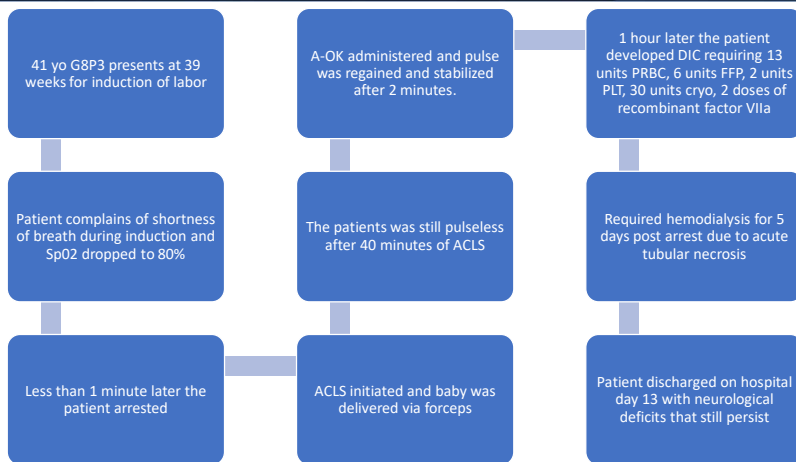 41 yo G8P3 presents at 39
weeks for induction of labor
Patient complains of shortness
of breath during induction and
Sp02 dropped to 80%
Less than 1 minute later the
patient arrested
ACLS initiated and baby was
delivered via forceps
The patients was still pulseless
after 40 minutes of ACLS
A-OK administered and pulse
was regained and stabilized
after 2 minutes.
1 hour later the patient
developed DIC requiring 13
units PRBC, 6 units FFP, 2 units
PLT, 30 units cryo, 2 doses of
recombinant factor VIIa
Required hemodialysis for 5
days post arrest due to acute
tubular necrosis
Patient discharged on hospital
day 13 with neurological
deficits that still persist